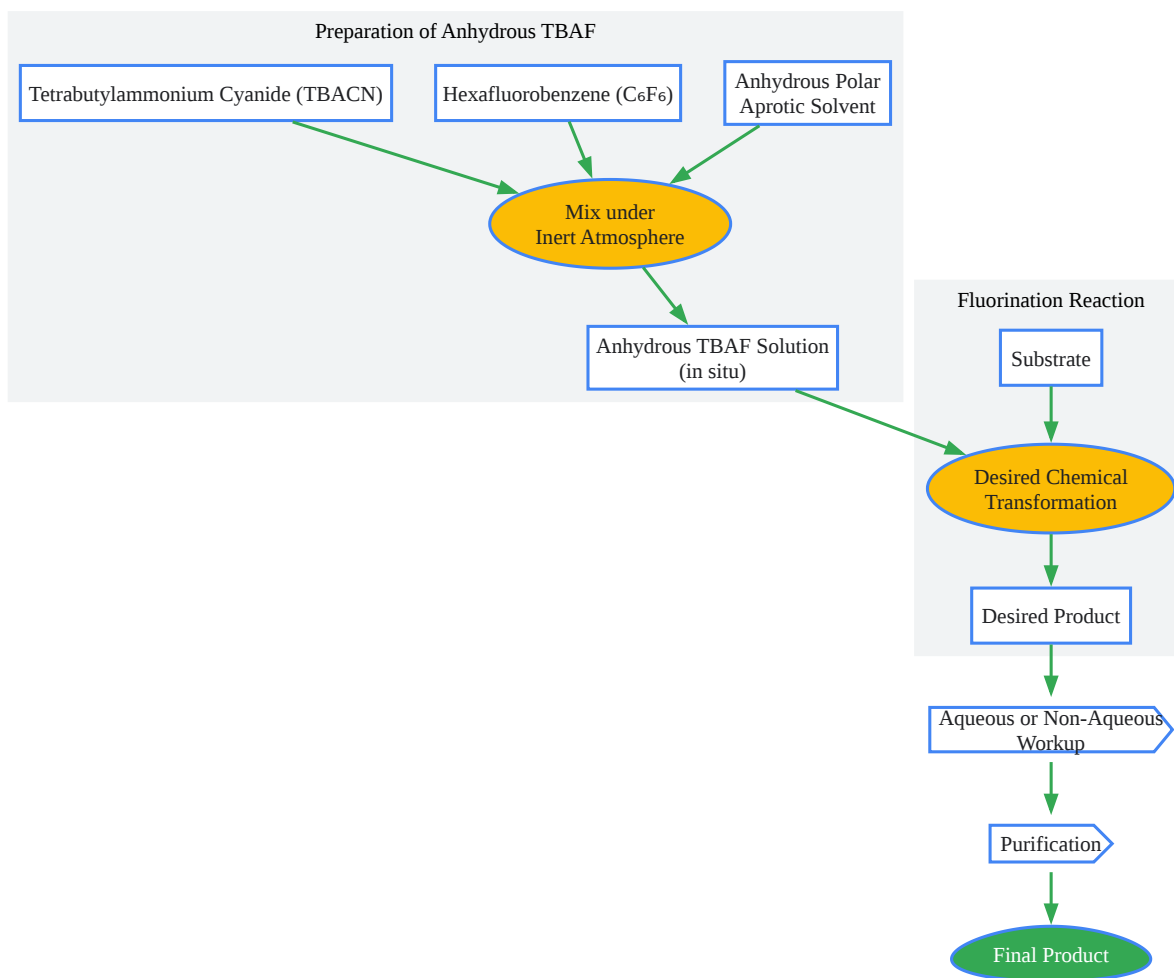 Preparation of Anhydrous TBAF
Tetrabutylammonium Cyanide (TBACN)
Hexafluorobenzene (C₆F₆)
Anhydrous Polar
Aprotic Solvent
Mix under
Inert Atmosphere
Anhydrous TBAF Solution
(in situ)
Fluorination Reaction
Substrate
Desired Chemical
Transformation
Desired Product
Aqueous or Non-Aqueous
Workup
Purification
Final Product